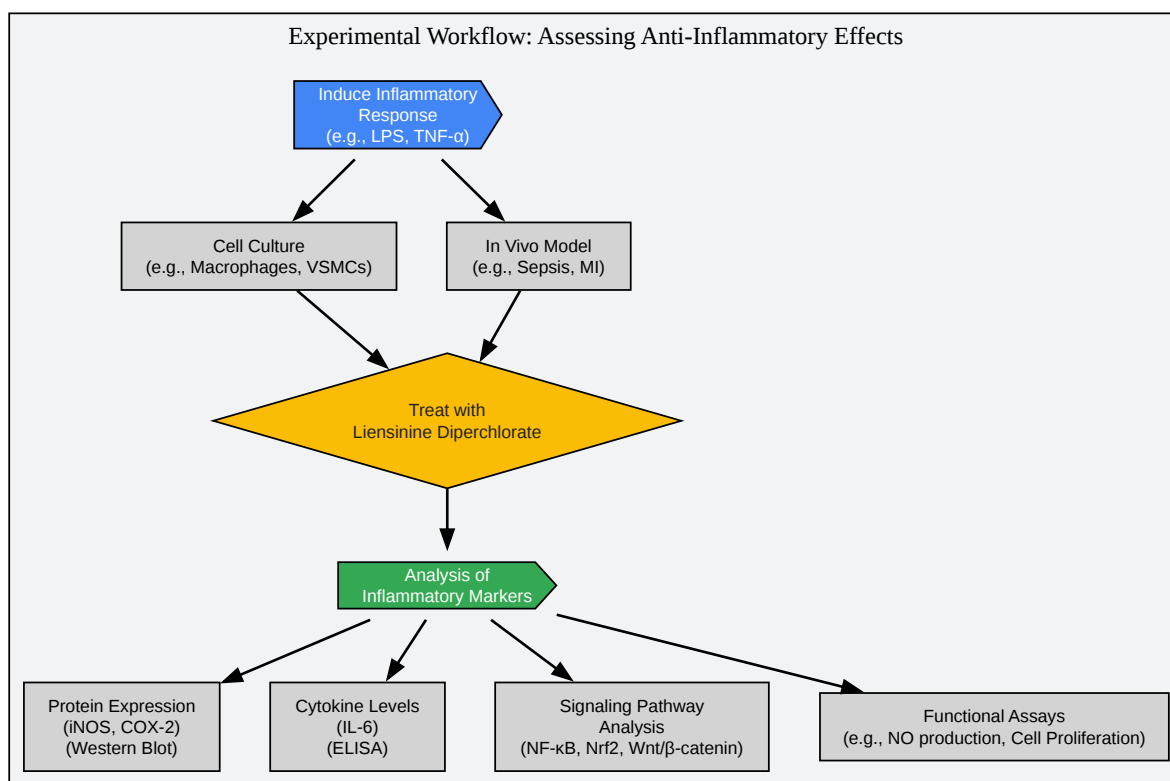 Experimental Workflow: Assessing Anti-Inflammatory Effects
Induce Inflammatory
Response
(e.g., LPS, TNF-α)
Cell Culture
(e.g., Macrophages, VSMCs)
In Vivo Model
(e.g., Sepsis, MI)
Treat with
Liensinine Diperchlorate
Analysis of
Inflammatory Markers
Protein Expression
(iNOS, COX-2)
(Western Blot)
Cytokine Levels
(IL-6)
(ELISA)
Signaling Pathway
Analysis
(NF-κB, Nrf2, Wnt/β-catenin)
Functional Assays
(e.g., NO production, Cell Proliferation)